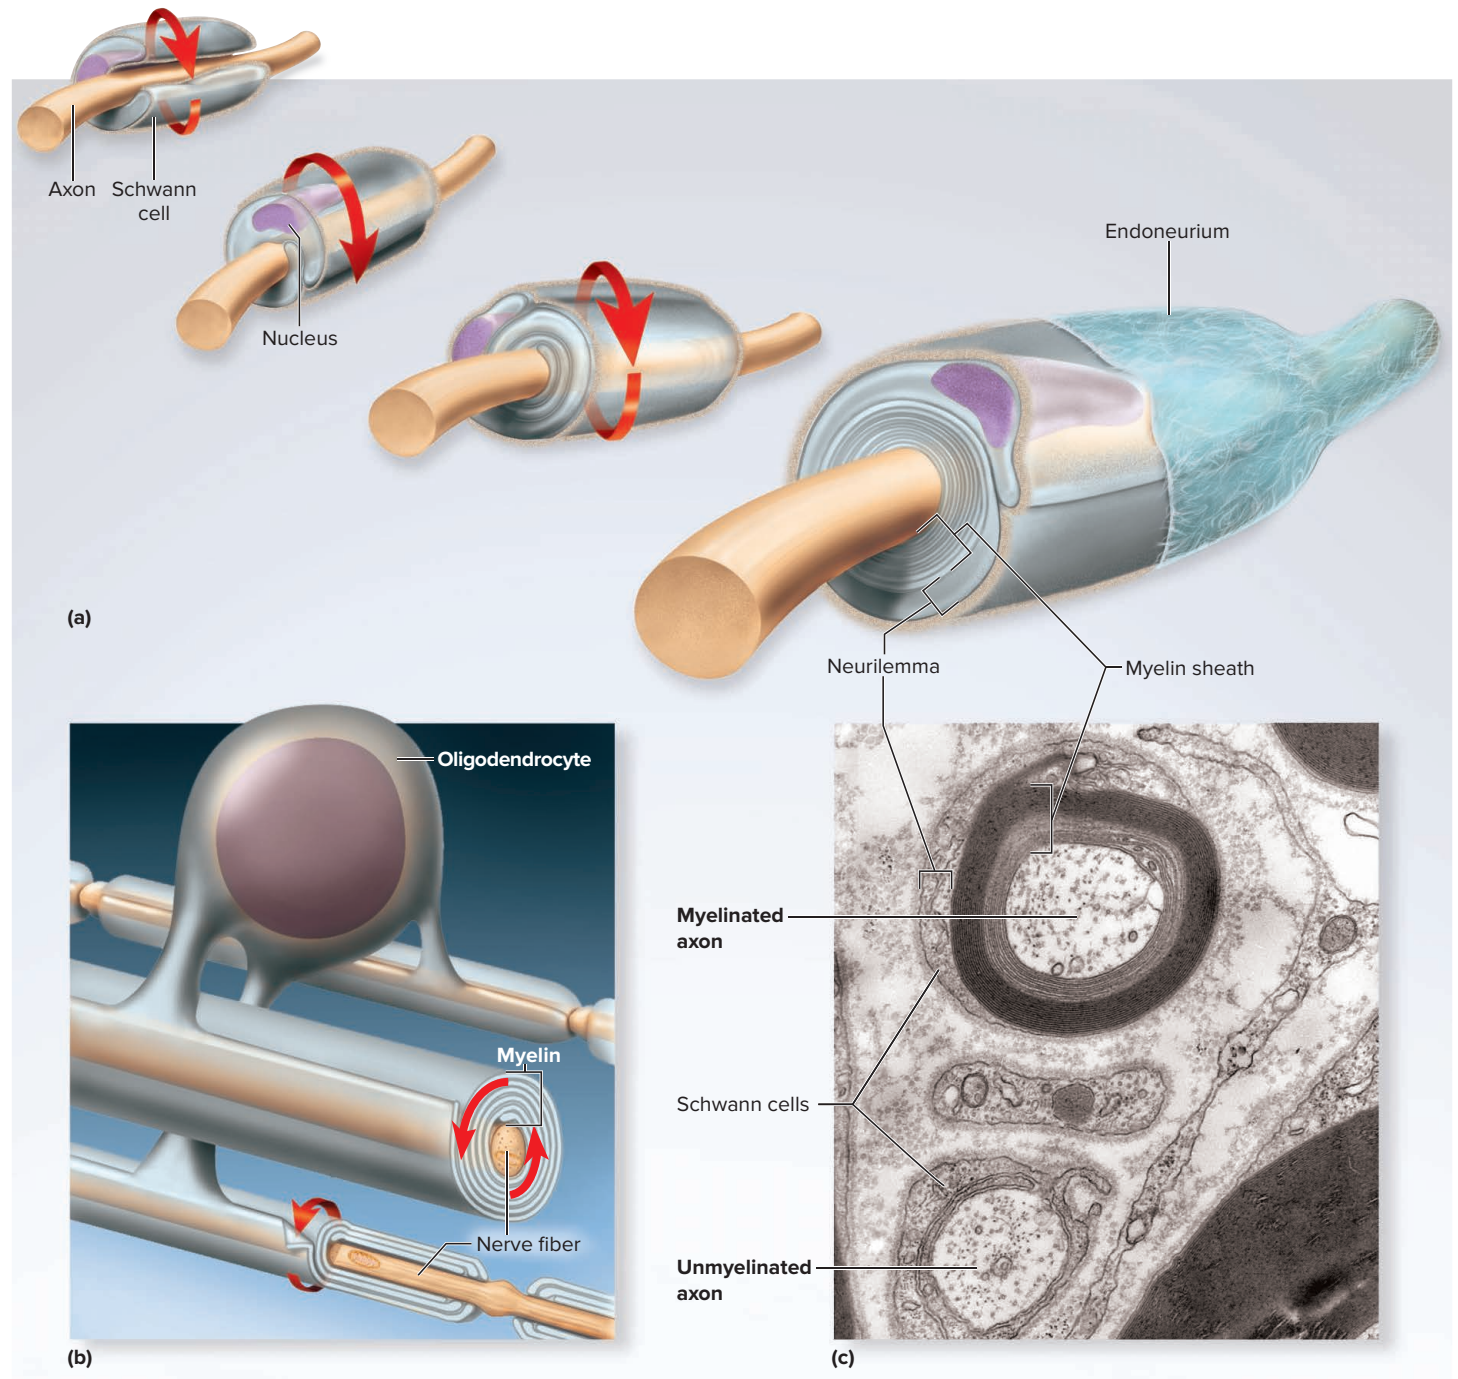 Axon
Schwann
cell
Nucleus
Endoneurium
(a)
Neurilemma
Myelin sheath
Oligodendrocyte
Myelinated
axon
Myelin
Schwann cells
Nerve fiber
Unmyelinated
axon
(b)
(c)